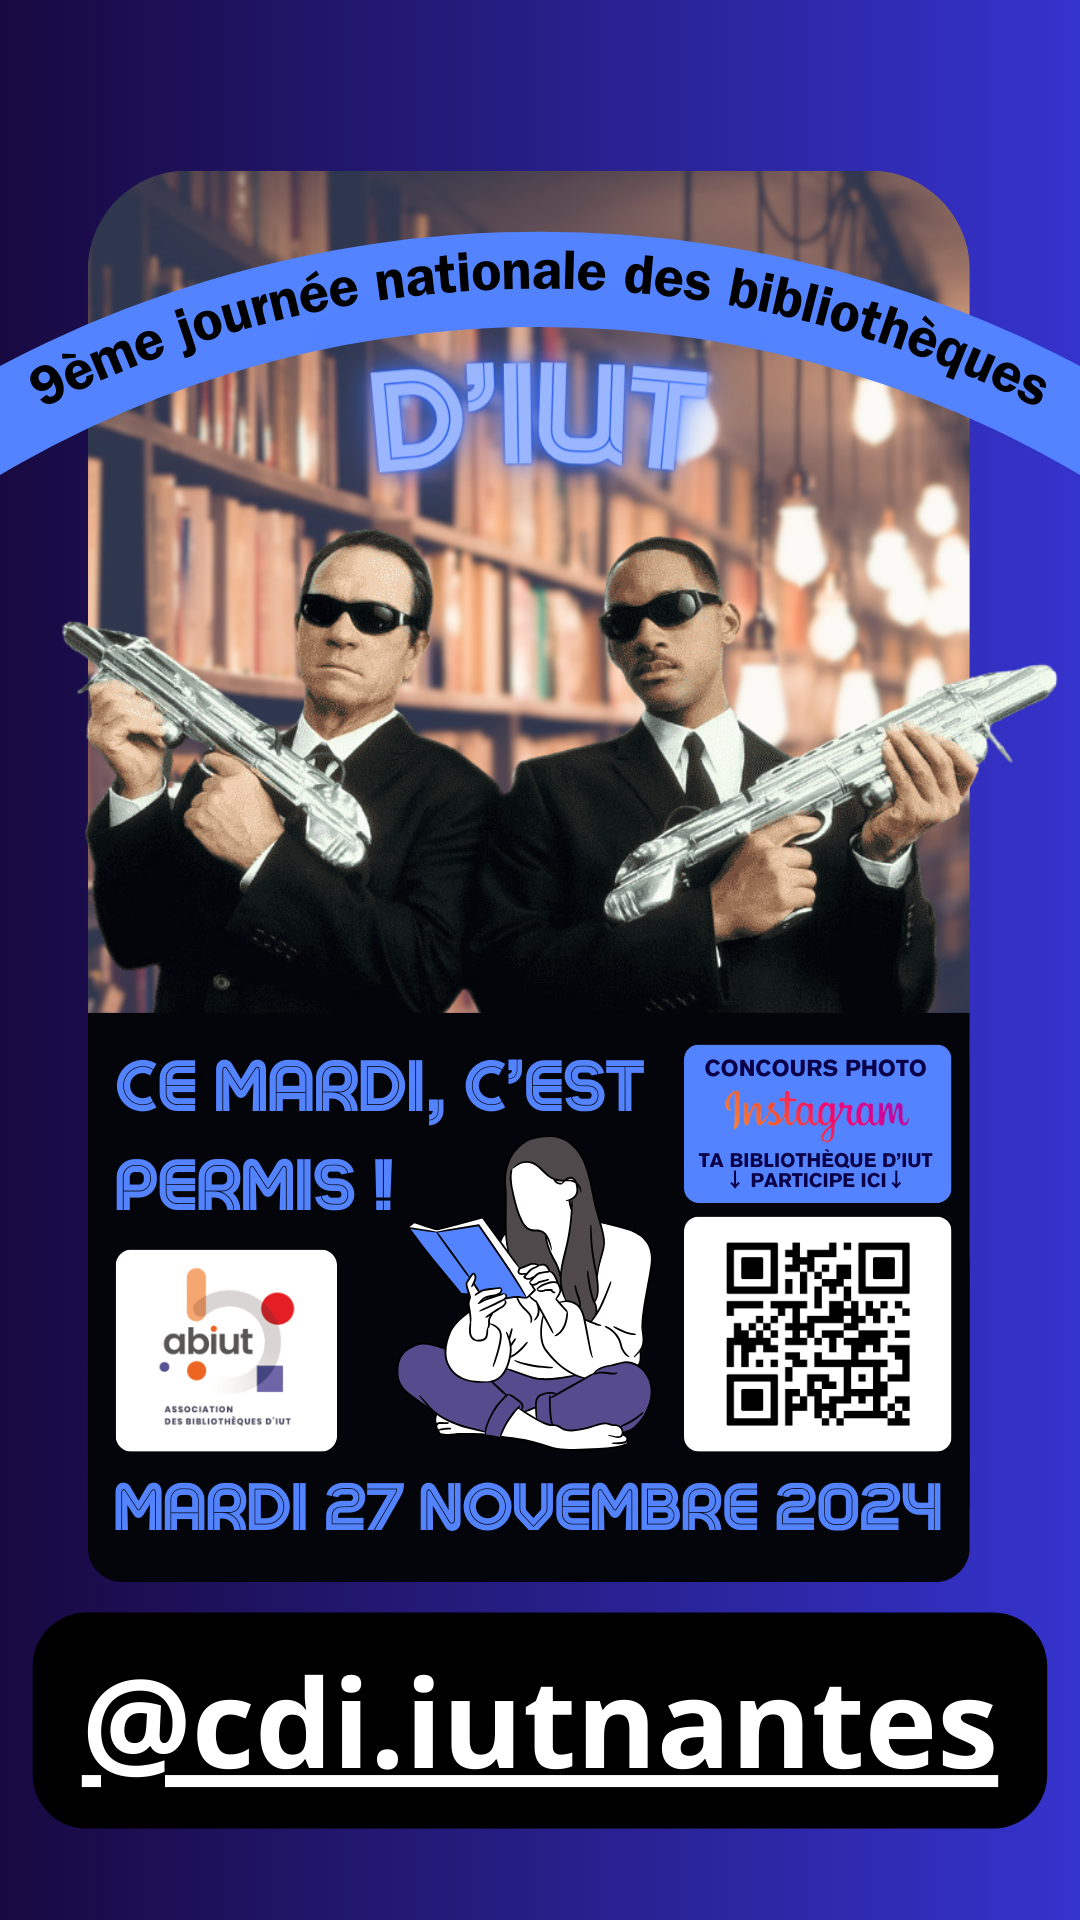 9ème journée nationale des bibliothèques
D'IUT
CE MARDI, C'EST
PERMIS !
CONCOURS PHOTO
Instagram
TA BIBLIOTHÈQUE D'IUT
↓ PARTICIPE ICI ↓
abiut
ASSOCIATION
DES BIBLIOTHÈQUES D'IUT
MARDI 27 NOVEMBRE 2024
@cdi.iutnantes